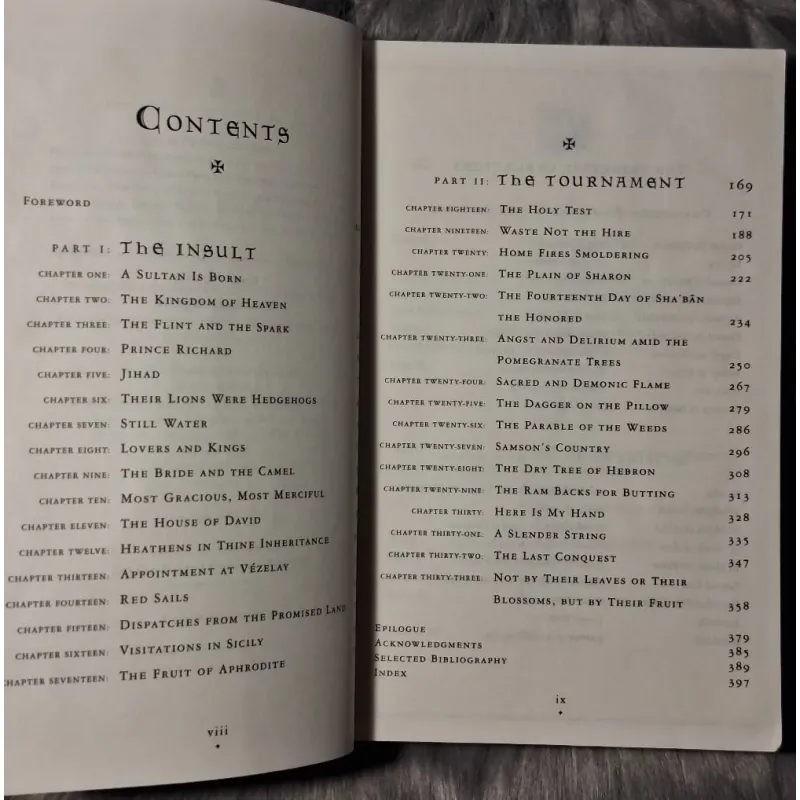 Contents
Foreword
Part I: The Insult
Chapter One: A Sultan Is Born
Chapter Two: The Kingdom of Heaven
Chapter Three: The Flint and the Spark
Chapter Four: Prince Richard
Chapter Five: Jihad
Chapter Six: Their Lions Were Hedgehogs
Chapter Seven: Still Water
Chapter Eight: Lovers and Kings
Chapter Nine: The Bride and the Camel
Chapter Ten: Most Gracious, Most Merciful
Chapter Eleven: The House of David
Chapter Twelve: Heathens in Thine Inheritance
Chapter Thirteen: Appointment at Vézelay
Chapter Fourteen: Red Sails
Chapter Fifteen: Dispatches from the Promised Land
Chapter Sixteen: Visitations in Sicily
Chapter Seventeen: The Fruit of Aphrodite
viii
Part II: The Tournament 169
Chapter Eighteen: The Holy Test 171
Chapter Nineteen: Waste Not the Hire 188
Chapter Twenty: Home Fires Smoldering 205
Chapter Twenty-One: The Plain of Sharon 222
Chapter Twenty-Two: The Fourteenth Day of Sha'bān
the Honored 234
Chapter Twenty-Three: Angst and Delirium amid the
Pomegranate Trees 250
Chapter Twenty-Four: Sacred and Demonic Flame 267
Chapter Twenty-Five: The Dagger on the Pillow 279
Chapter Twenty-Six: The Parable of the Weeds 286
Chapter Twenty-Seven: Samson's Country 296
Chapter Twenty-Eight: The Dry Tree of Hebron 308
Chapter Twenty-Nine: The Ram Backs for Butting 313
Chapter Thirty: Here Is My Hand 328
Chapter Thirty-One: A Slender String 335
Chapter Thirty-Two: The Last Conquest 347
Chapter Thirty-Three: Not by Their Leaves or Their
Blossoms, but by Their Fruit 358
Epilogue 379
Acknowledgments 385
Selected Bibliography 389
Index 397
ix